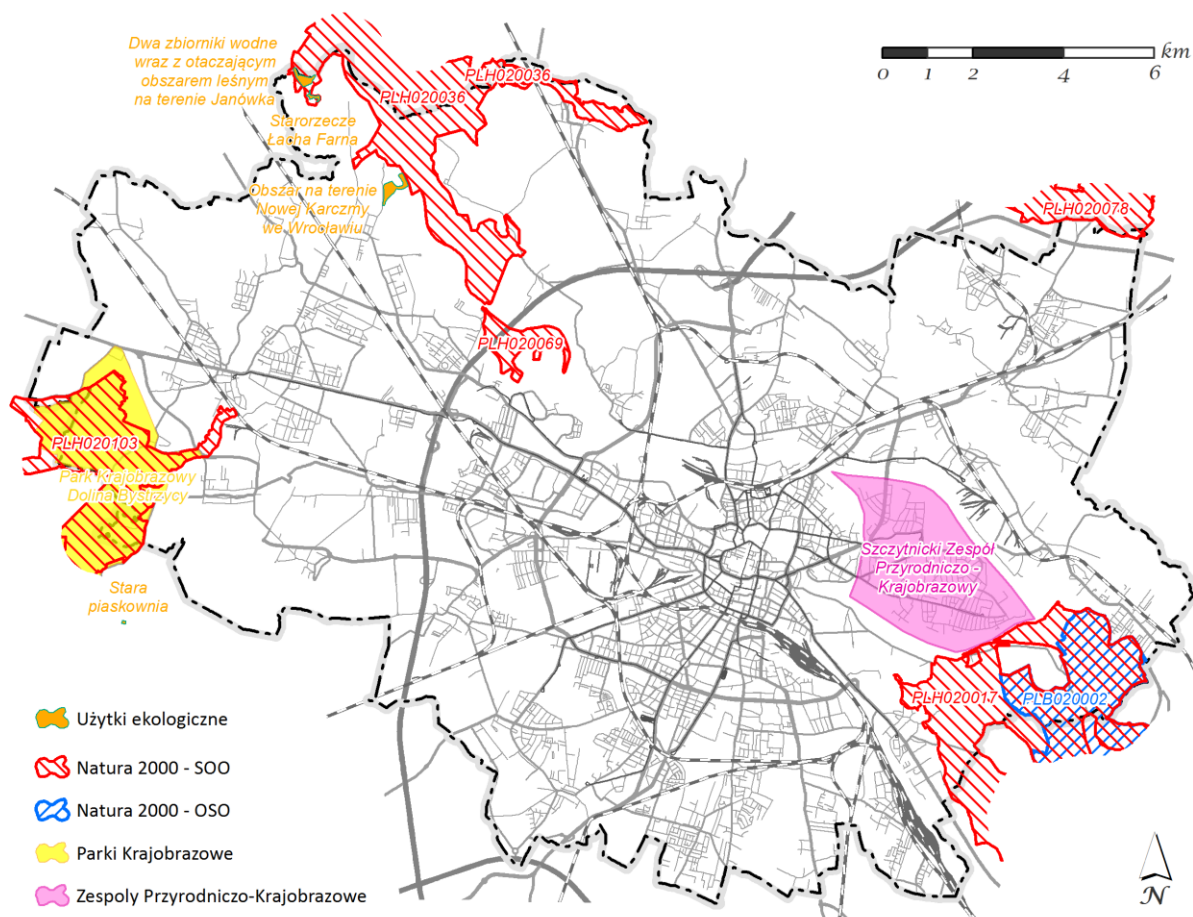 Dwa zbiorniki wodne
wraz z otaczającym
obszarem leśnym
na terenie Janówka
Starorzecze
Łacha Farna
Obszar na terenie
Nowej Karczmy
we Wrocławiu
PLH020036
PLH020036
km
0 1 2 4 6
PLH020078
PLH020069
PLH020103
Park Krajobrazowy
Dolina Bystrzycy
Stara
piaskownia
Szczytnicki Zespół
Przyrodniczo -
Krajobrazowy
PLH020017
PLB020002
Użytki ekologiczne
Natura 2000 - SOO
Natura 2000 - OSO
Parki Krajobrazowe
Zespoly Przyrodniczo-Krajobrazowe
N